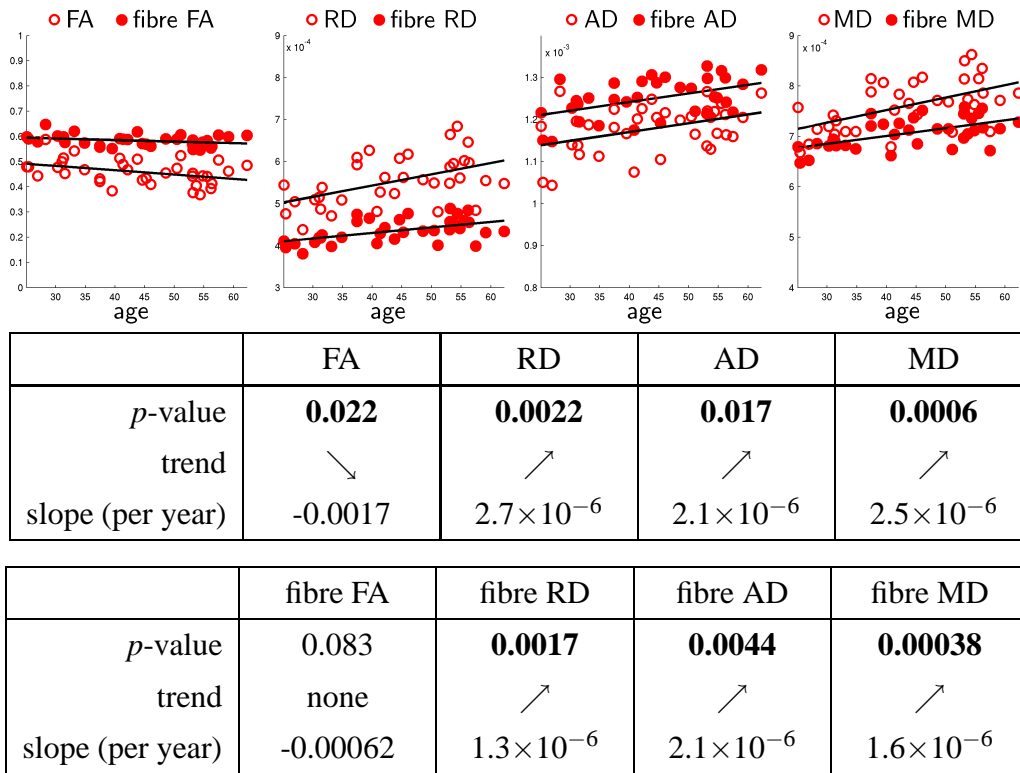 FA fibre FA
1
0.9
0.8
0.7
0.6
0.5
0.4
0.3
0.2
0.1
0
30 35 40 45 50 55 60
age
RD fibre RD
9
x 10⁻⁴
8
7
6
5
4
3
30 35 40 45 50 55 60
age
AD fibre AD
x 10⁻³
1.3
1.2
1.1
1
0.9
0.8
30 35 40 45 50 55 60
age
MD fibre MD
9
x 10⁻⁴
8
7
6
5
4
30 35 40 45 50 55 60
age
FA RD AD MD
p-value 0.022 0.0022 0.017 0.0006
trend ↘ ↗ ↗ ↗
slope (per year) -0.0017 2.7×10⁻⁶ 2.1×10⁻⁶ 2.5×10⁻⁶
fibre FA fibre RD fibre AD fibre MD
p-value 0.083 0.0017 0.0044 0.00038
trend none ↗ ↗ ↗
slope (per year) -0.00062 1.3×10⁻⁶ 2.1×10⁻⁶ 1.6×10⁻⁶